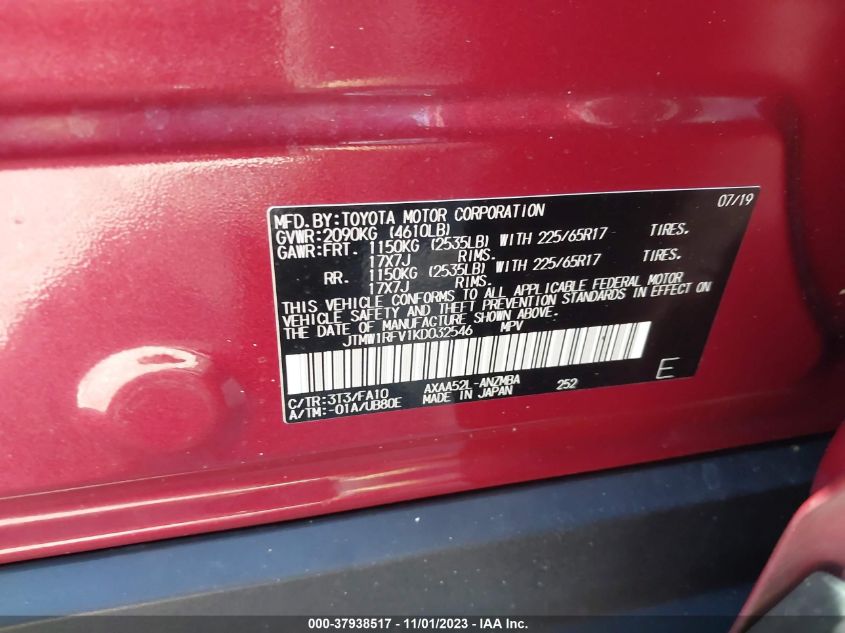 07/19
MFD.BY:TOYOTA MOTOR CORPORATION
GVWR:2090KG (4610LB)
GAWR:FRT. 1150KG (2535LB) WITH 225/65R17 TIRES.
17X7J RIMS.
RR. 1150KG (2535LB) WITH 225/65R17 TIRES.
17X7J RIMS.
THIS VEHICLE CONFORMS TO ALL APPLICABLE FEDERAL MOTOR
VEHICLE SAFETY AND THEFT PREVENTION STANDARDS IN EFFECT ON
THE DATE OF MANUFACTURE SHOWN ABOVE.
JTMW1RFV1KD032546 MPV
C/TR:3T3/FA10 AXAA52L-ANZMBA 252 E
A/TM:-01A/UB80E MADE IN JAPAN
000-37938517 - 11/01/2023 - IAA Inc.